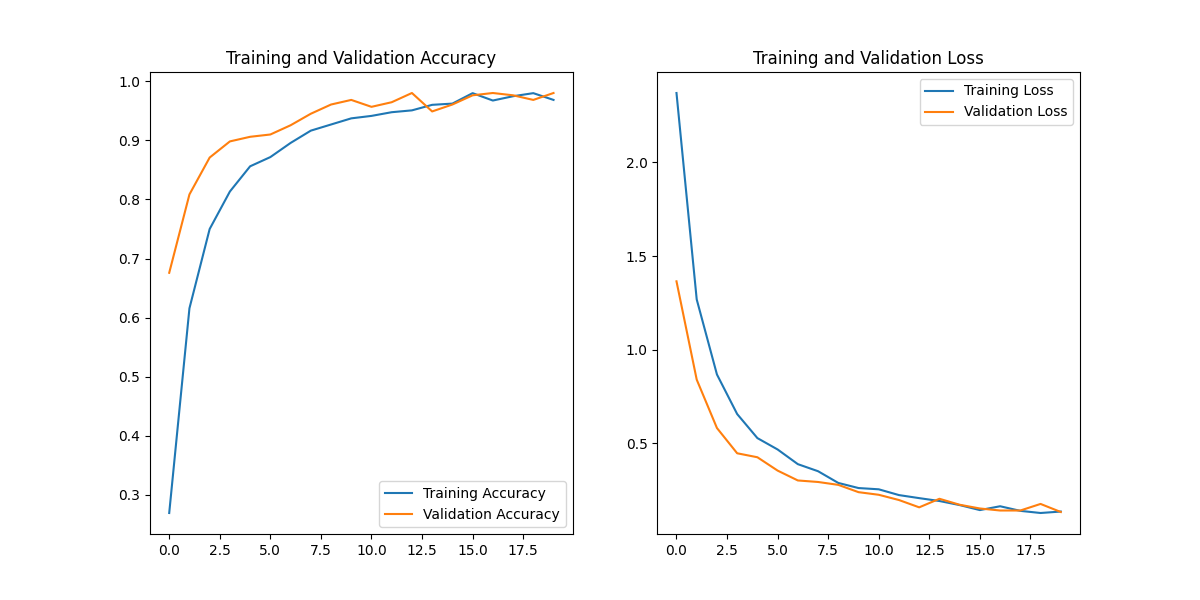 Training and Validation Accuracy
1.0
0.9
0.8
0.7
0.6
0.5
0.4
0.3
Training Accuracy
Validation Accuracy
0.0 2.5 5.0 7.5 10.0 12.5 15.0 17.5
Training and Validation Loss
Training Loss
Validation Loss
2.0
1.5
1.0
0.5
0.0 2.5 5.0 7.5 10.0 12.5 15.0 17.5